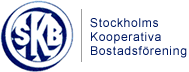 SKB
Stockholms
Kooperativa
Bostadsförening